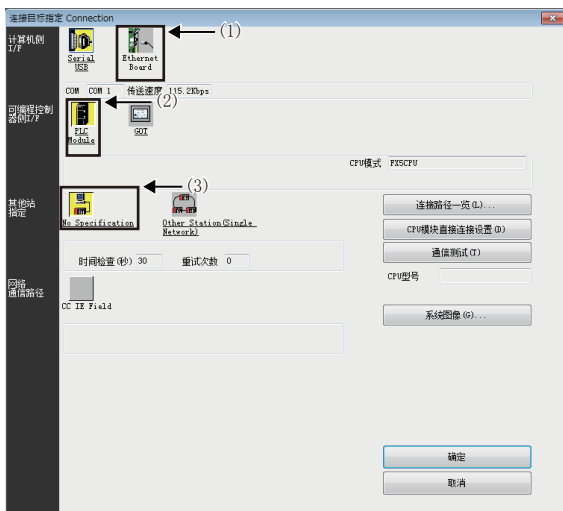 连接目标指定 Connection
计算机侧
I/F
Serial
USB
Ethernet
Board
(1)
COM COM 1 传送速度 115.2Kbps
(2)
可编程控制
器侧I/F
PLC
Module
GOT
CPU模式 FX5CPU
(3)
其他站
指定
No Specification
Other Station(Single
Network)
连接路径一览(L)...
CPU模块直接连接设置(D)
时间检查(秒) 30 重试次数 0
通信测试(T)
CPU型号
网络
通信路径
CC IE Field
系统图像(G)...
确定
取消